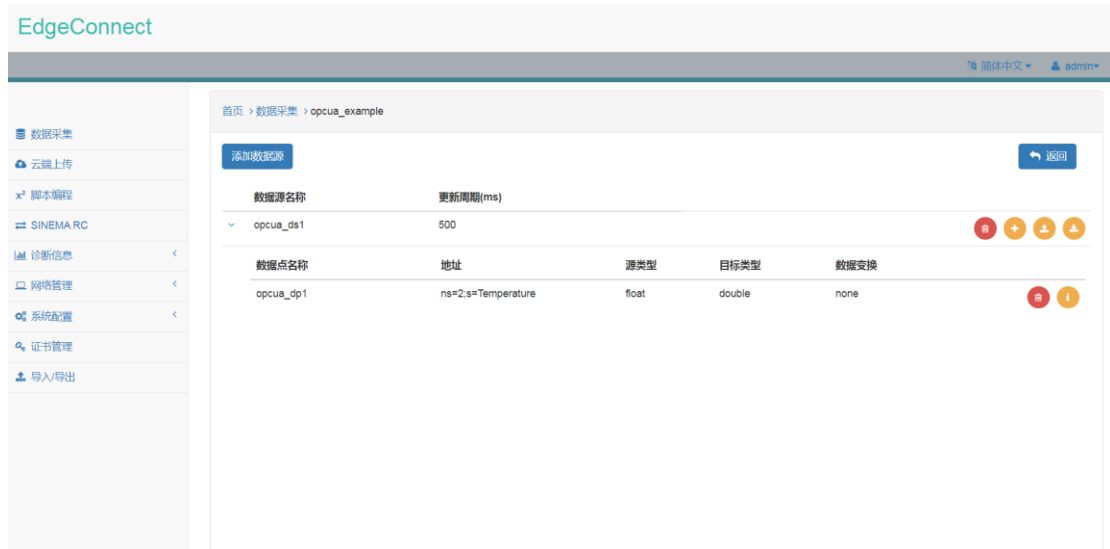 EdgeConnect
简体中文 admin
首页 > 数据采集 > opcua_example
数据采集
云端上传
x² 脚本编程
SINEMA RC
诊断信息
网络管理
系统配置
证书管理
导入/导出
添加数据源 返回
数据源名称 更新周期(ms)
opcua_ds1 500
数据点名称 地址 源类型 目标类型 数据变换
opcua_dp1 ns=2;s=Temperature float double none